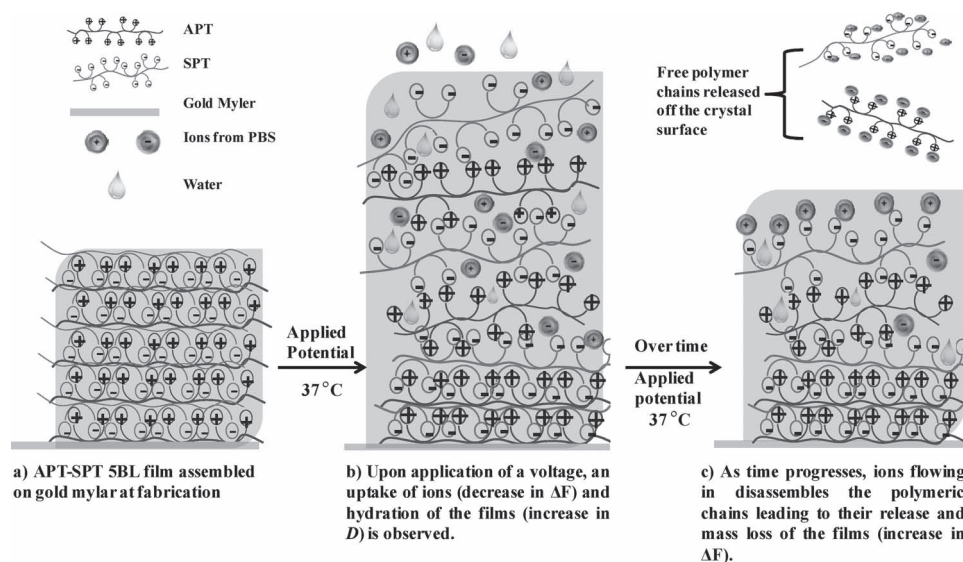 APT
SPT
Gold Myler
Ions from PBS
Water
Free polymer
chains released
off the crystal
surface
Applied
Potential
37°C
Over time
Applied
potential
37°C
a) APT-SPT 5BL film assembled
on gold mylar at fabrication
b) Upon application of a voltage, an
uptake of ions (decrease in ΔF) and
hydration of the films (increase in
D) is observed.
c) As time progresses, ions flowing
in disassembles the polymeric
chains leading to their release and
mass loss of the films (increase in
ΔF).